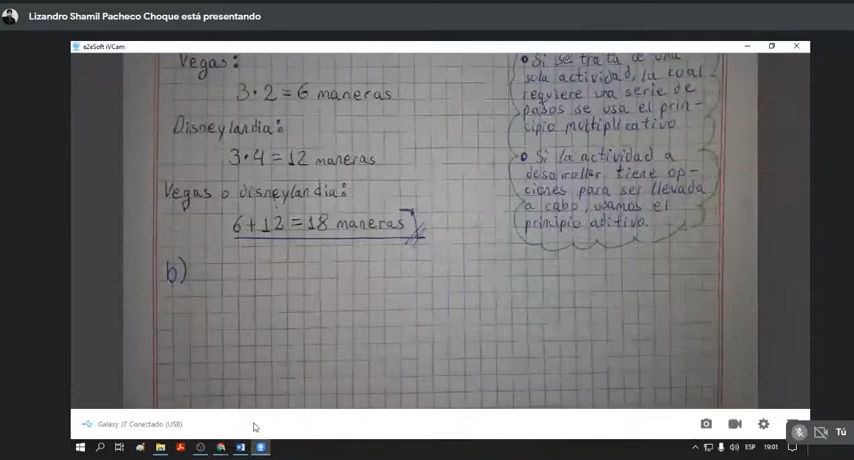 Lizandro Shamil Pacheco Choque está presentando
e2eSoft iVCam
Vegas:
3·2=6 maneras
Disneylandia:
3·4=12 maneras
Vegas o disneylandia:
6+12=18 maneras
b)
• Si se trata d una
sola actividad, la cual
requiere una serie de
pasos se usa el prin-
cipio multiplicativo
• Si la actividad a
desarrollar tiene op-
ciones para ser llevada
a cabo, usamos el
principio aditivo.
Galaxy J7 Conectado (USB)
Tú
ESP
19:01